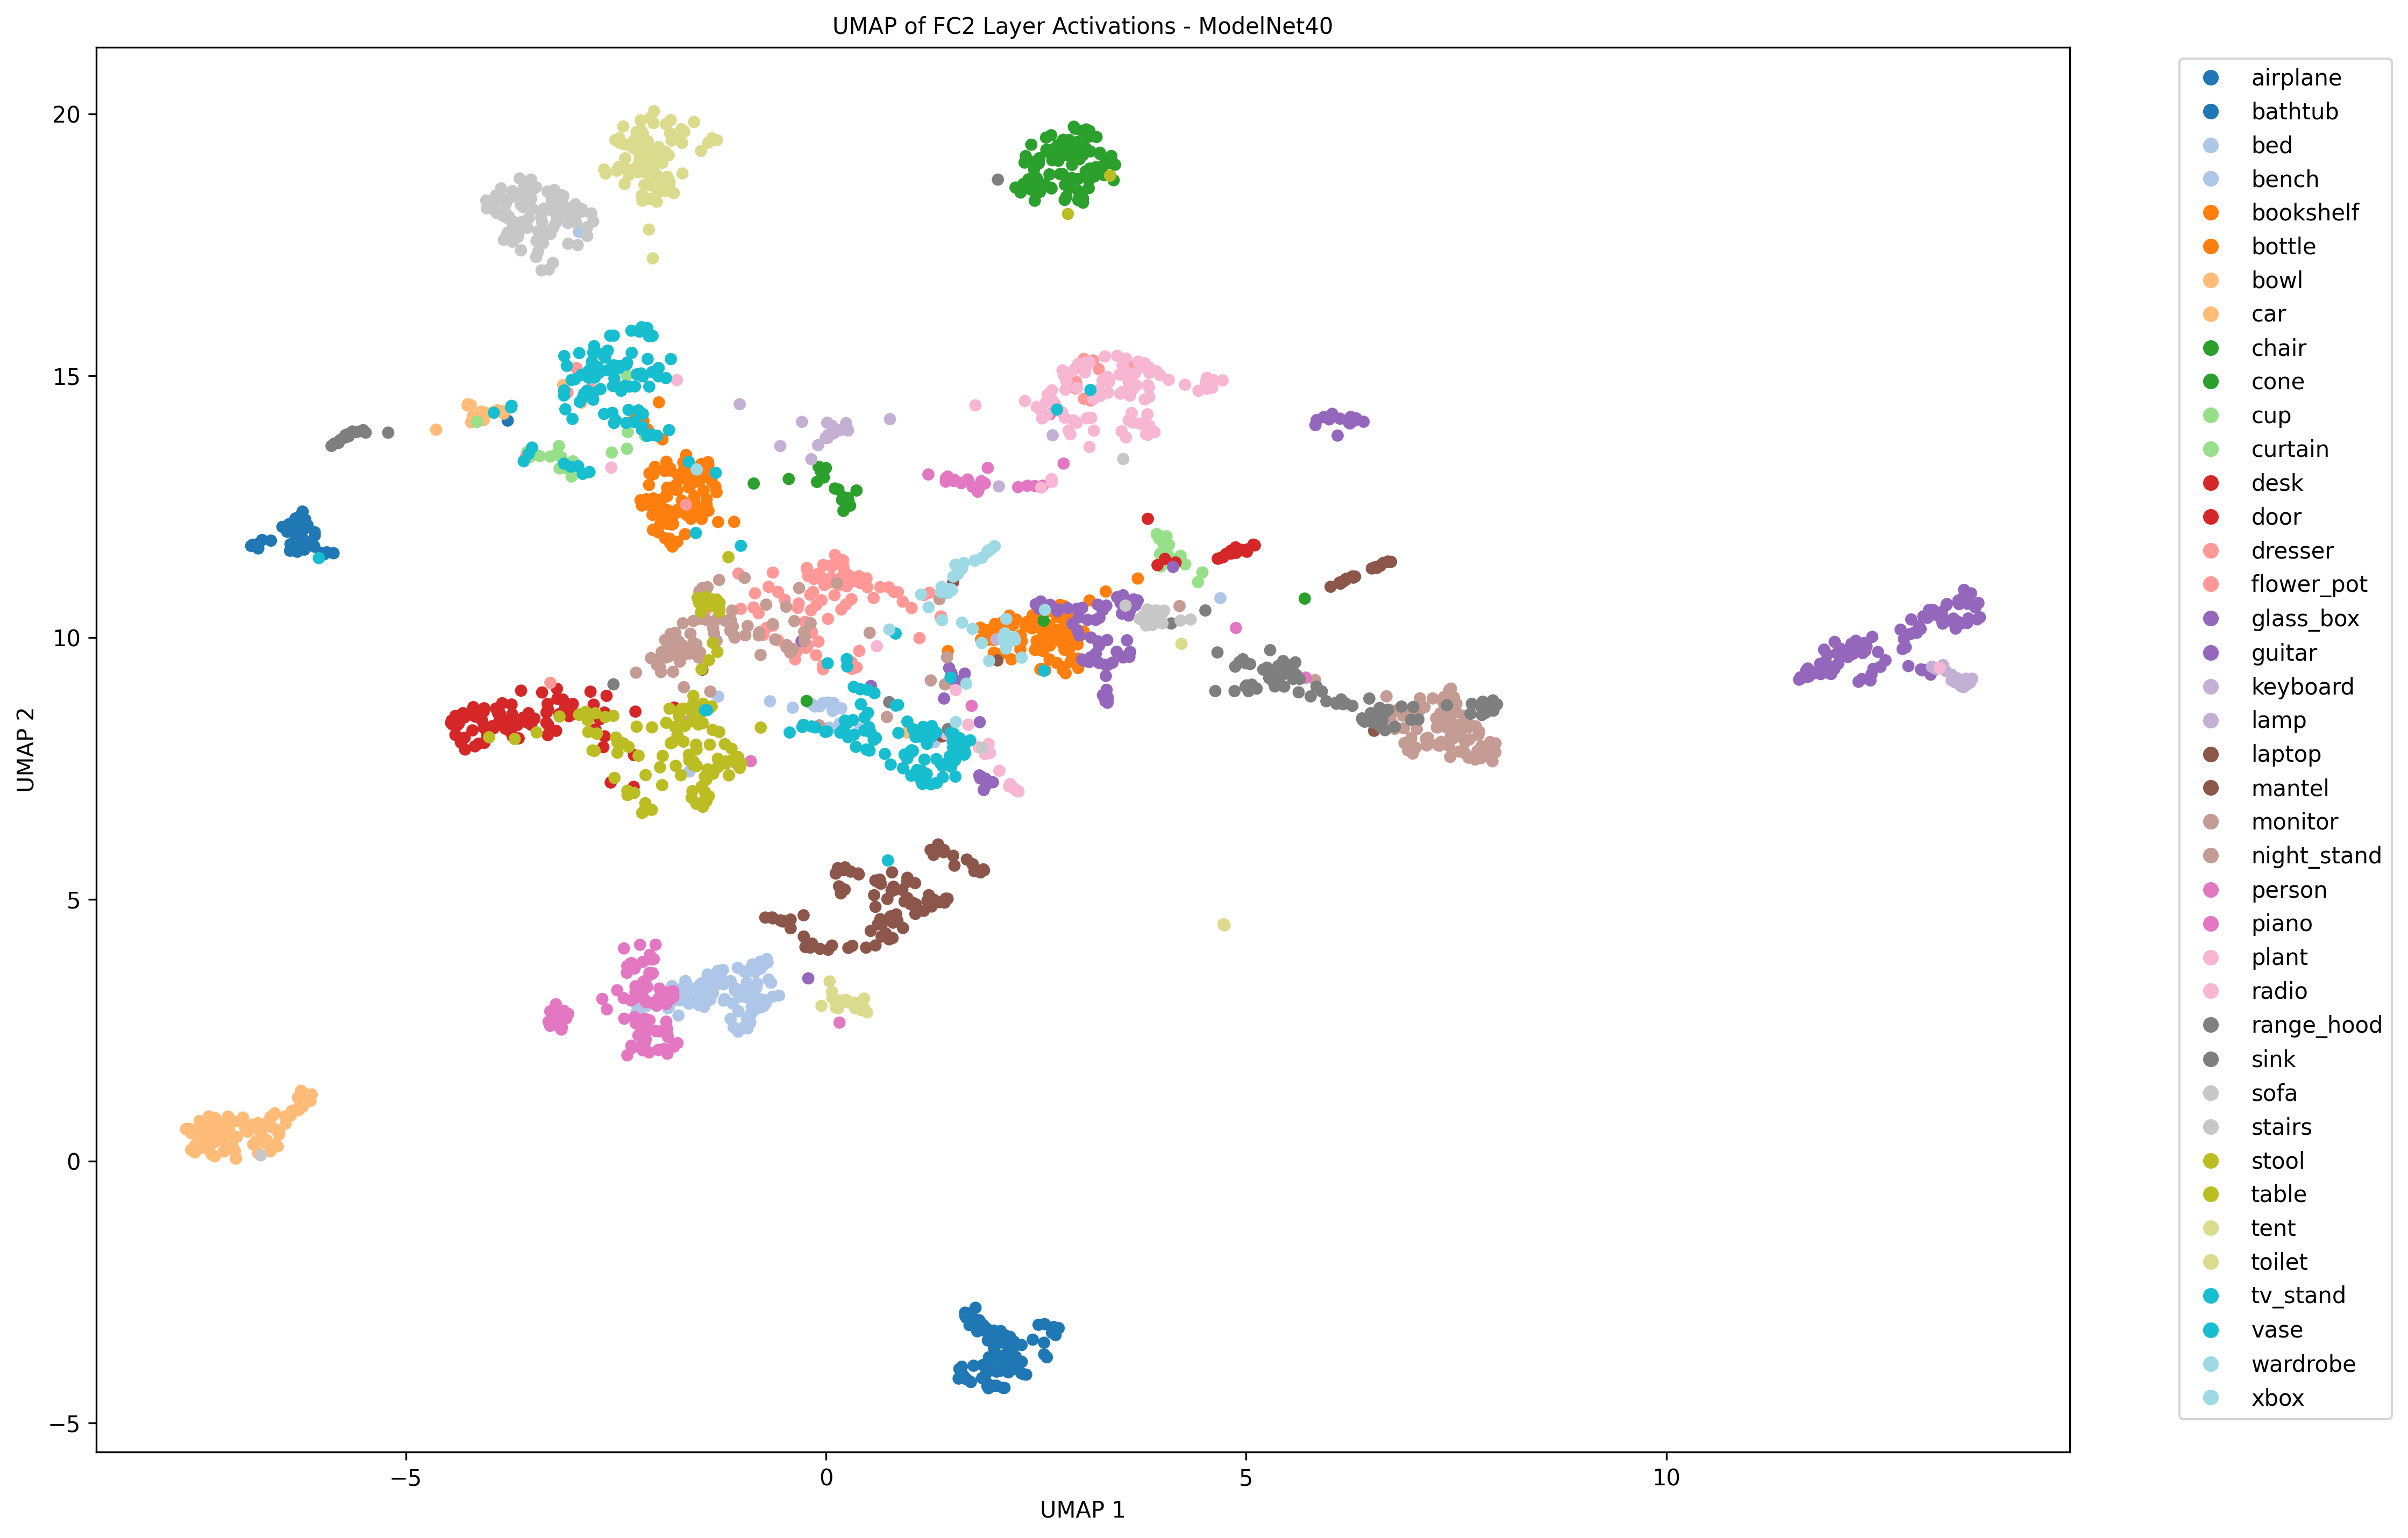 UMAP of FC2 Layer Activations - ModelNet40
20
15
10
5
0
−5
UMAP 2
−5
0
5
10
UMAP 1
airplane
bathtub
bed
bench
bookshelf
bottle
bowl
car
chair
cone
cup
curtain
desk
door
dresser
flower_pot
glass_box
guitar
keyboard
lamp
laptop
mantel
monitor
night_stand
person
piano
plant
radio
range_hood
sink
sofa
stairs
stool
table
tent
toilet
tv_stand
vase
wardrobe
xbox